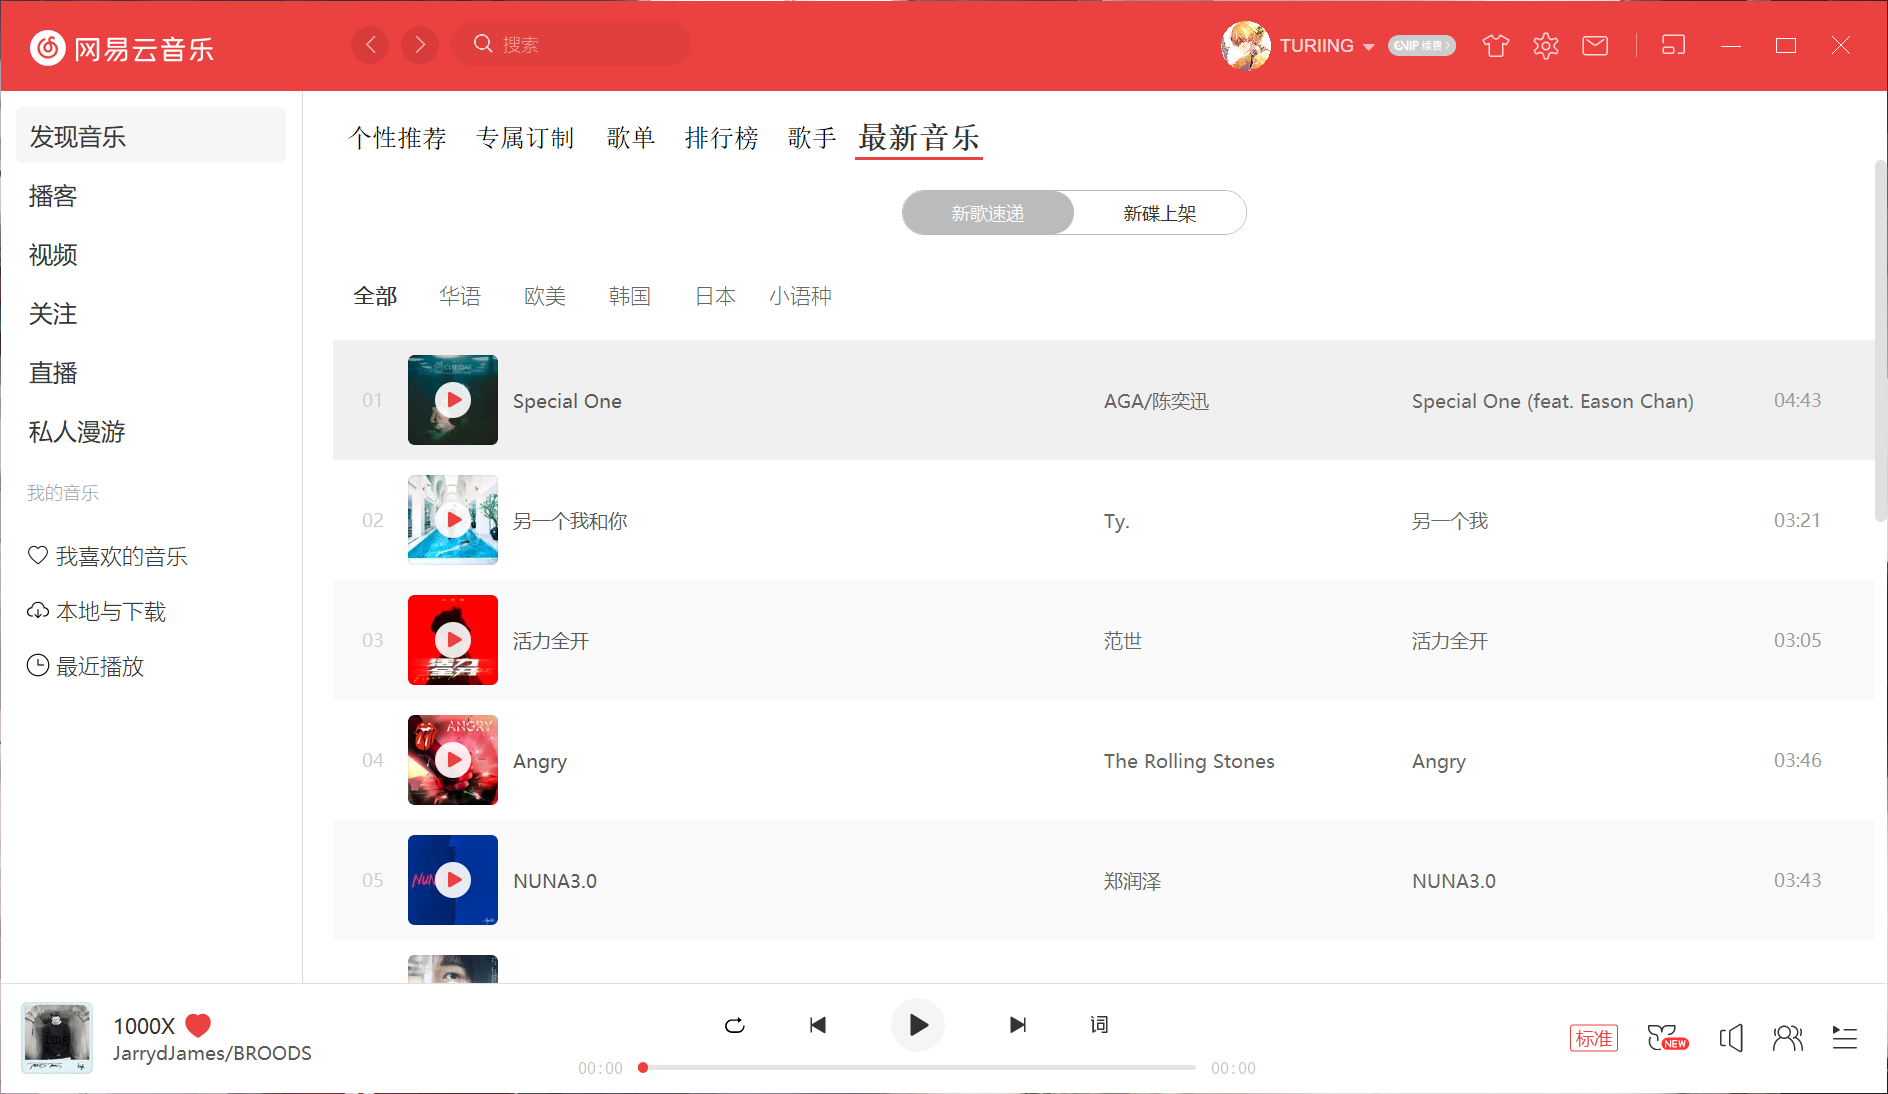 网易云音乐
搜索
TURIING
VIP 续费
发现音乐
播客
视频
关注
直播
私人漫游
我的音乐
我喜欢的音乐
本地与下载
最近播放
个性推荐 专属订制 歌单 排行榜 歌手 最新音乐
新歌速递 新碟上架
全部 华语 欧美 韩国 日本 小语种
01 Special One AGA/陈奕迅 Special One (feat. Eason Chan) 04:43
02 另一个我和你 Ty. 另一个我 03:21
03 活力全开 范世 活力全开 03:05
ANGRY
04 Angry The Rolling Stones Angry 03:46
05 NUNA3.0 郑润泽 NUNA3.0 03:43
1000X
JarrydJames/BROODS
词
00:00 00:00
标准
NEW